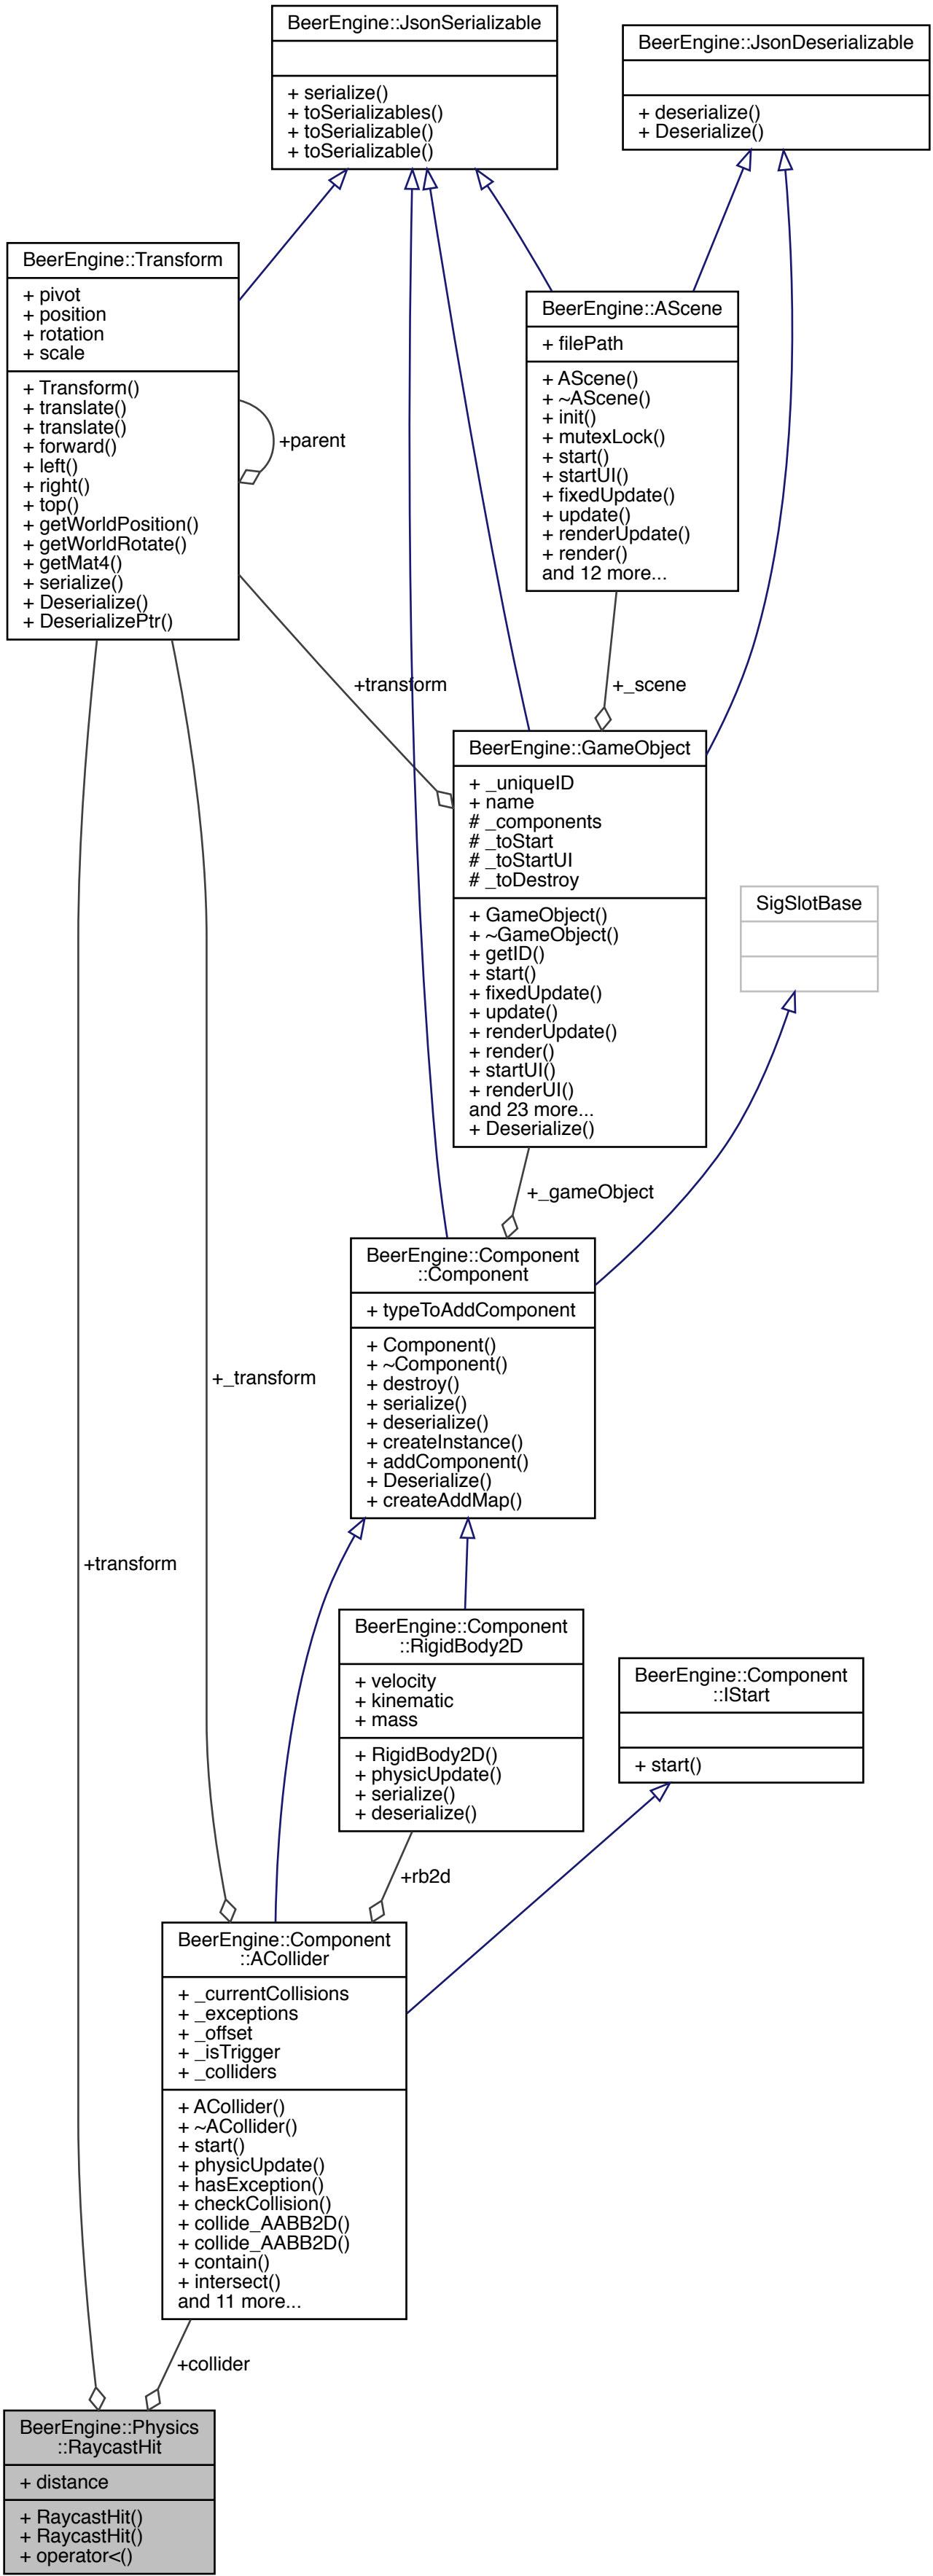 BeerEngine::JsonSerializable
+ serialize()
+ toSerializables()
+ toSerializable()
+ toSerializable()
BeerEngine::JsonDeserializable
+ deserialize()
+ Deserialize()
BeerEngine::Transform
+ pivot
+ position
+ rotation
+ scale
+ Transform()
+ translate()
+ translate()
+ forward()
+ left()
+ right()
+ top()
+ getWorldPosition()
+ getWorldRotate()
+ getMat4()
+ serialize()
+ Deserialize()
+ DeserializePtr()
+parent
BeerEngine::AScene
+ filePath
+ AScene()
+ ~AScene()
+ init()
+ mutexLock()
+ start()
+ startUI()
+ fixedUpdate()
+ update()
+ renderUpdate()
+ render()
and 12 more...
+transform
+_scene
BeerEngine::GameObject
+ _uniqueID
+ name
# _components
# _toStart
# _toStartUI
# _toDestroy
+ GameObject()
+ ~GameObject()
+ getID()
+ start()
+ fixedUpdate()
+ update()
+ renderUpdate()
+ render()
+ startUI()
+ renderUI()
and 23 more...
+ Deserialize()
SigSlotBase
+_gameObject
BeerEngine::Component
::Component
+ typeToAddComponent
+ Component()
+ ~Component()
+ destroy()
+ serialize()
+ deserialize()
+ createInstance()
+ addComponent()
+ Deserialize()
+ createAddMap()
+_transform
+transform
BeerEngine::Component
::RigidBody2D
+ velocity
+ kinematic
+ mass
+ RigidBody2D()
+ physicUpdate()
+ serialize()
+ deserialize()
BeerEngine::Component
::IStart
+ start()
+rb2d
BeerEngine::Component
::ACollider
+ _currentCollisions
+ _exceptions
+ _offset
+ _isTrigger
+ _colliders
+ ACollider()
+ ~ACollider()
+ start()
+ physicUpdate()
+ hasException()
+ checkCollision()
+ collide_AABB2D()
+ collide_AABB2D()
+ contain()
+ intersect()
and 11 more...
+collider
BeerEngine::Physics
::RaycastHit
+ distance
+ RaycastHit()
+ RaycastHit()
+ operator<()